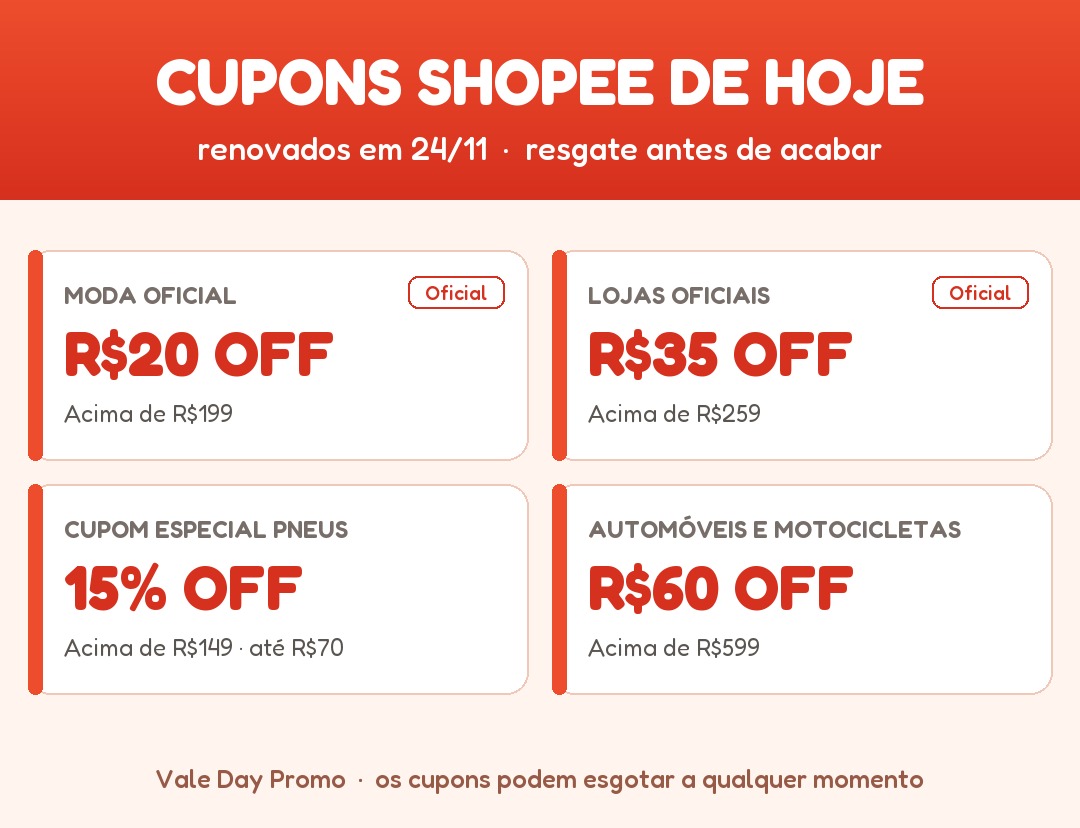 CUPONS SHOPEE DE HOJE
renovados em 24/11 · resgate antes de acabar
MODA OFICIAL
Oficial
R$20 OFF
Acima de R$199
LOJAS OFICIAIS
Oficial
R$35 OFF
Acima de R$259
CUPOM ESPECIAL PNEUS
15% OFF
Acima de R$149 · até R$70
AUTOMÓVEIS E MOTOCICLETAS
R$60 OFF
Acima de R$599
Vale Day Promo · os cupons podem esgotar a qualquer momento